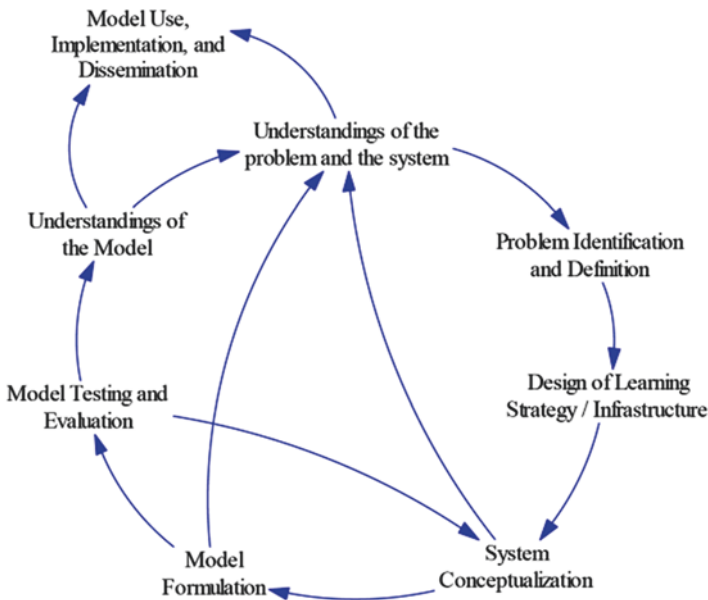 Model Use,
Implementation, and
Dissemination
Understandings of the
problem and the system
Understandings of
the Model
Problem Identification
and Definition
Design of Learning
Strategy / Infrastructure
Model Testing and
Evaluation
System
Conceptualization
Model
Formulation